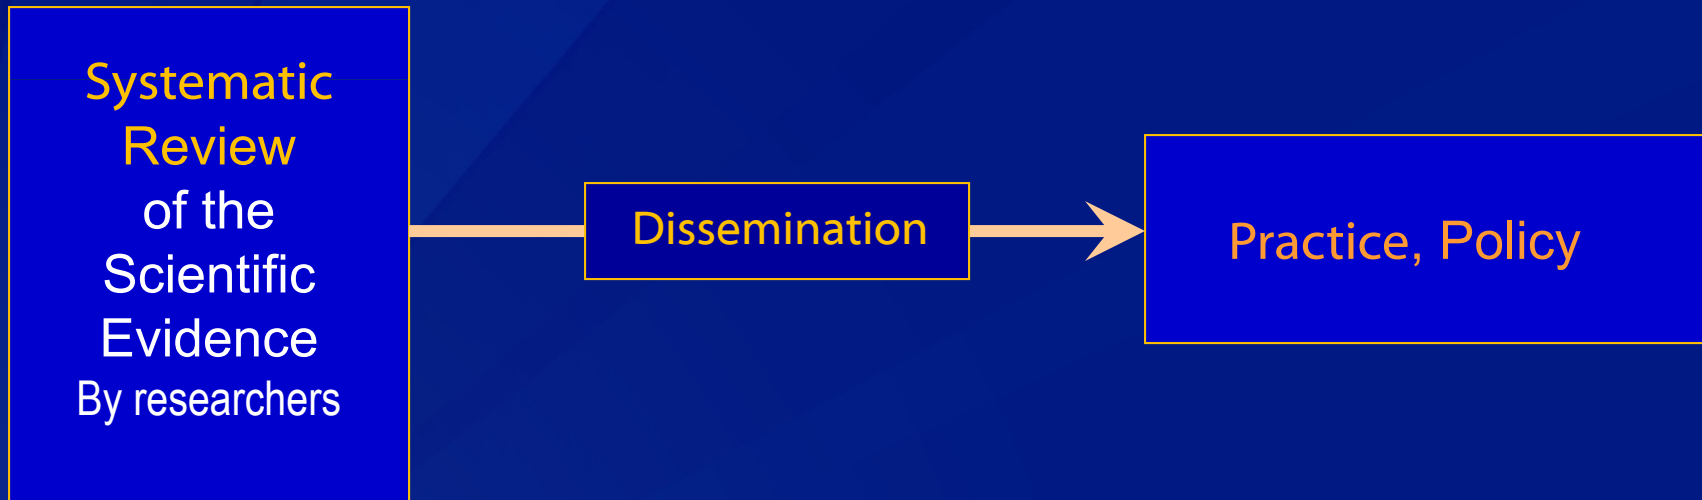 Systematic
Review
of the
Scientific
Evidence
By researchers
Dissemination
Practice, Policy